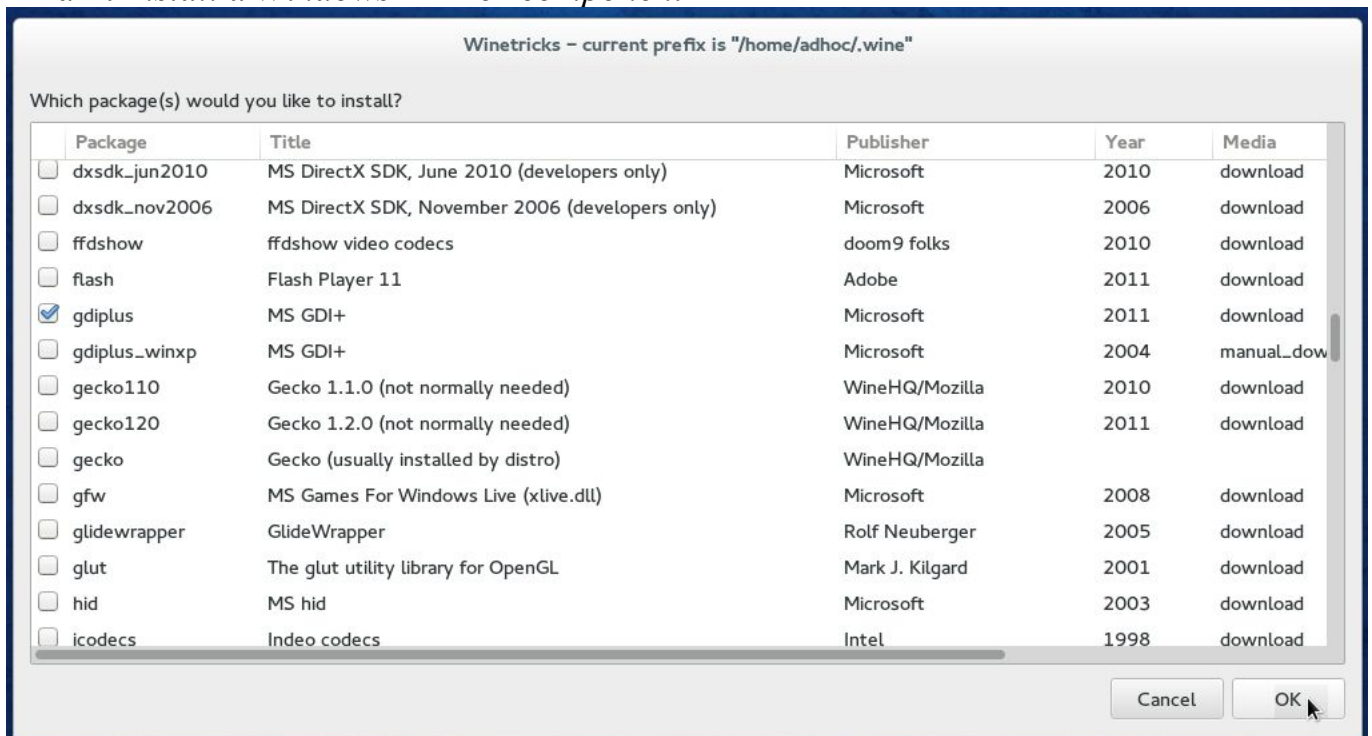 Winetricks – current prefix is "/home/adhoc/.wine"
Which package(s) would you like to install?
Package Title Publisher Year Media
dxsdk_jun2010 MS DirectX SDK, June 2010 (developers only) Microsoft 2010 download
dxsdk_nov2006 MS DirectX SDK, November 2006 (developers only) Microsoft 2006 download
ffdshow ffdshow video codecs doom9 folks 2010 download
flash Flash Player 11 Adobe 2011 download
gdiplus MS GDI+ Microsoft 2011 download
gdiplus_winxp MS GDI+ Microsoft 2004 manual_dow
gecko110 Gecko 1.1.0 (not normally needed) WineHQ/Mozilla 2010 download
gecko120 Gecko 1.2.0 (not normally needed) WineHQ/Mozilla 2011 download
gecko Gecko (usually installed by distro) WineHQ/Mozilla
gfw MS Games For Windows Live (xlive.dll) Microsoft 2008 download
glidewrapper GlideWrapper Rolf Neuberger 2005 download
glut The glut utility library for OpenGL Mark J. Kilgard 2001 download
hid MS hid Microsoft 2003 download
icodecs Indeo codecs Intel 1998 download
Cancel OK